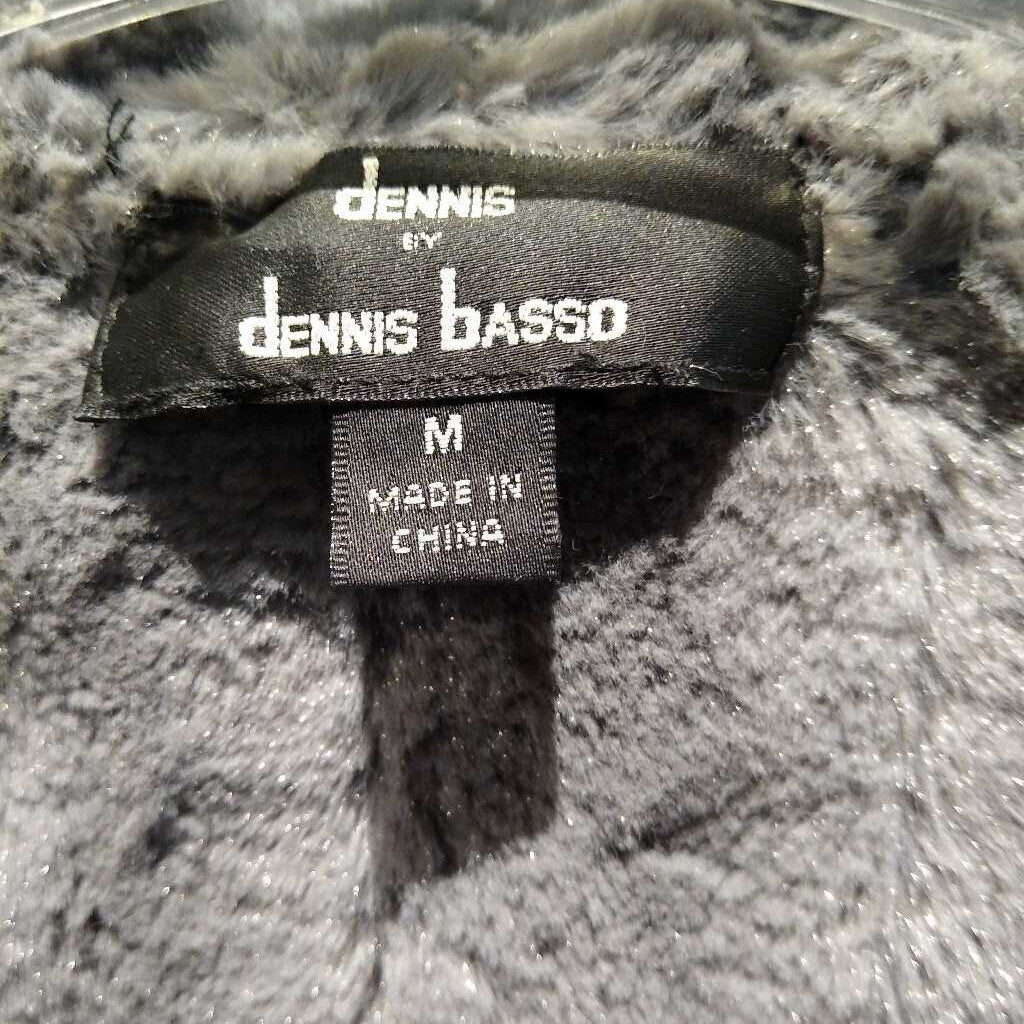 dENNIS
BY
dENNIS bASSO
M
MADE IN
CHINA